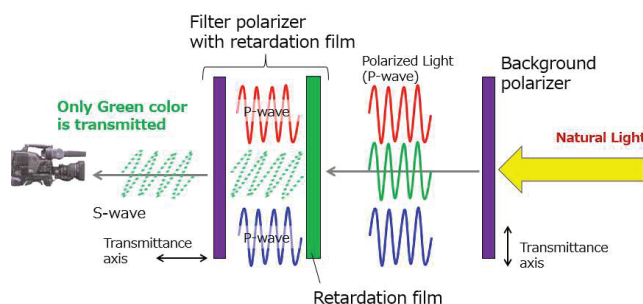 Filter polarizer
with retardation film
Polarized Light
(P-wave)
Background
polarizer
Only Green color
is transmitted
P-wave
Natural Light
S-wave
P-wave
Transmittance
axis
Transmittance
axis
Retardation film